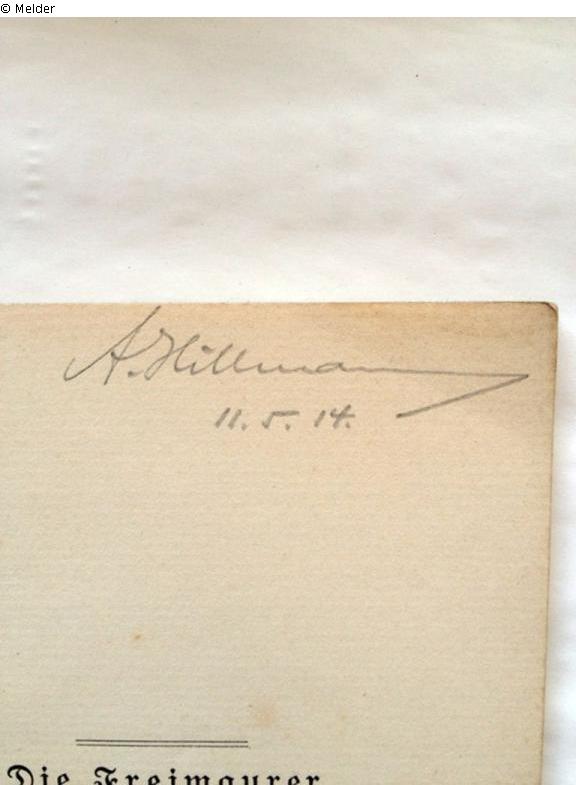 © Melder
A. Hillmann
11. 5. 14.
Die Freimaurer